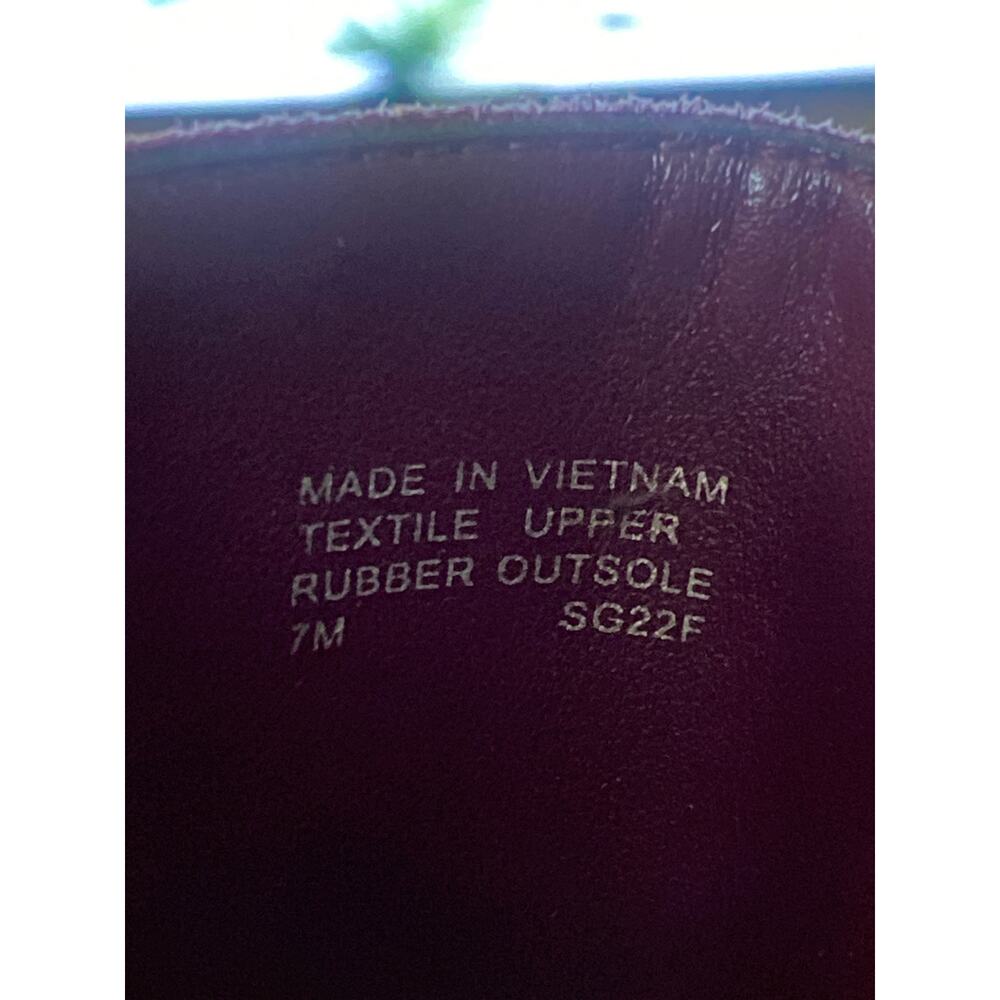 MADE IN VIETNAM
TEXTILE UPPER
RUBBER OUTSOLE
7M SG22F